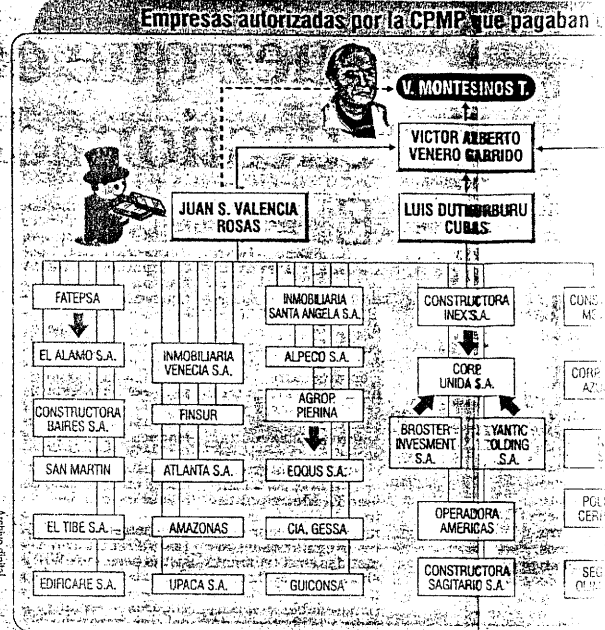 Empresas autorizadas por la CPMP que pagaban
V. MONTESINOS T.
VICTOR ALBERTO
VENERO GARRIDO
JUAN S. VALENCIA
ROSAS
LUIS DUTHURBURU
CUBAS
FATEPSA
EL ALAMO S.A.
CONSTRUCTORA
BAIRES S.A.
SAN MARTIN
EL TIBE S.A.
EDIFICARE S.A.
INMOBILIARIA
VENECIA S.A.
FINSUR
ATLANTA S.A.
AMAZONAS
UPACA S.A.
INMOBILIARIA
SANTA ANGELA S.A.
ALPECO S.A.
AGROP.
PIERINA
EQQUS S.A.
CIA. GESSA
GUICONSA
CONSTRUCTORA
INEX S.A.
CORP.
UNIDA S.A.
BROSTER
INVESMENT
S.A.
YANTIC
OLDING
S.A.
OPERADORA
AMERICAS
CONSTRUCTORA
SAGITARIO S.A.